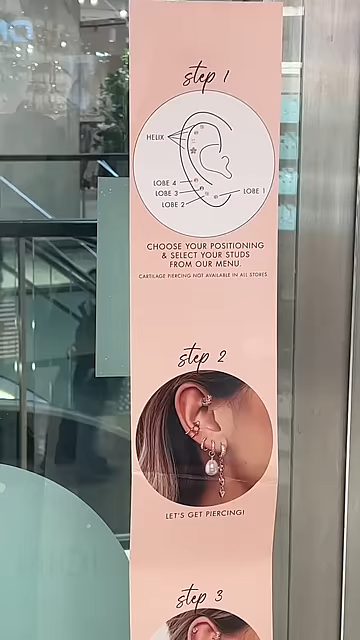 step 1
HELIX
LOBE 4
LOBE 3
LOBE 2
LOBE 1
CHOOSE YOUR POSITIONING
& SELECT YOUR STUDS
FROM OUR MENU.
CARTILAGE PIERCING NOT AVAILABLE IN ALL STORES
step 2
LET'S GET PIERCING!
step 3